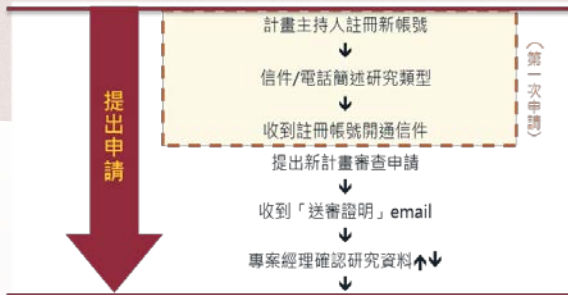 提出申請
計畫主持人註冊新帳號
↓
信件/電話簡述研究類型
↓
收到註冊帳號開通信件
（第一次申請）
提出新計畫審查申請
↓
收到「送審證明」email
↓
專案經理確認研究資料↑↓
↓